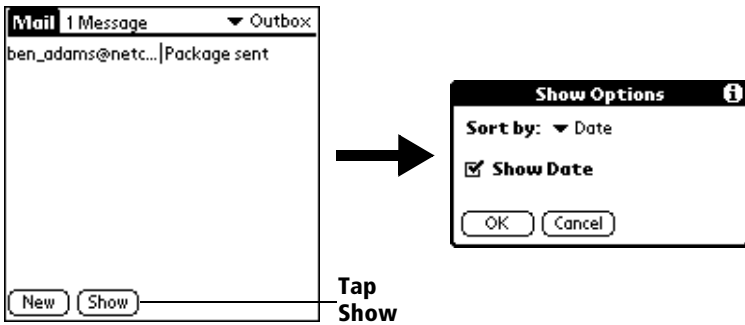 Mail 1 Message Outbox
ben_adams@netc... Package sent
New Show
Tap
Show
Show Options
Sort by: Date
Show Date
OK Cancel